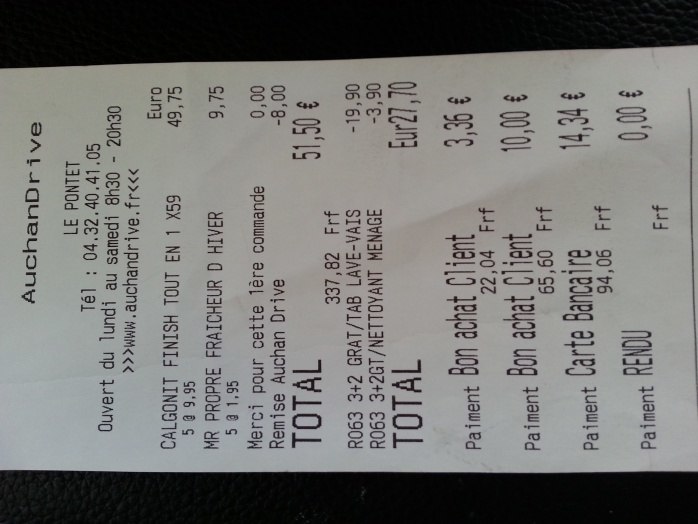 AuchanDrive
LE PONTET
Tél : 04.32.40.41.05
Ouvert du lundi au samedi 8h30 - 20h30
>>>www.auchandrive.fr<<<
Euro
CALGONIT FINISH TOUT EN 1 X59 49,75
5 @ 9.95
MR PROPRE FRAICHEUR D HIVER 9,75
5 @ 1.95
Merci pour cette 1ère commande 0,00
Remise Auchan Drive -8,00
TOTAL 51,50 €
337,82 Frf
R063 3+2 GRAT/TAB LAVE-VAIS -19,90
R063 3+2GT/NETTOYANT MENAGE -3,90
TOTAL Eur27,70
Paiment Bon achat Client 3,36 €
22,04 Frf
Paiment Bon achat Client 10,00 €
65,60 Frf
Paiment Carte Bancaire 14,34 €
94,06 Frf
Paiment RENDU 0,00 €
Frf